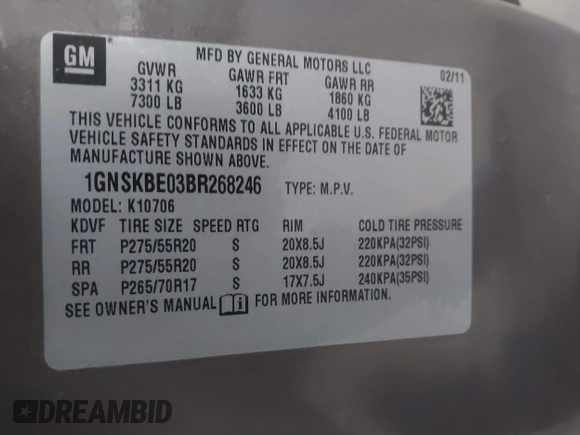 GM
MFD BY GENERAL MOTORS LLC
02/11
GVWR GAWR FRT GAWR RR
3311 KG 1633 KG 1860 KG
7300 LB 3600 LB 4100 LB
THIS VEHICLE CONFORMS TO ALL APPLICABLE U.S. FEDERAL MOTOR
VEHICLE SAFETY STANDARDS IN EFFECT ON THE DATE OF
MANUFACTURE SHOWN ABOVE.
1GNSKBE03BR268246 TYPE: M.P.V.
MODEL: K10706
KDVF TIRE SIZE SPEED RTG RIM COLD TIRE PRESSURE
FRT P275/55R20 S 20X8.5J 220KPA(32PSI)
RR P275/55R20 S 20X8.5J 220KPA(32PSI)
SPA P265/70R17 S 17X7.5J 240KPA(35PSI)
SEE OWNER'S MANUAL FOR MORE INFORMATION.
DREAMBID